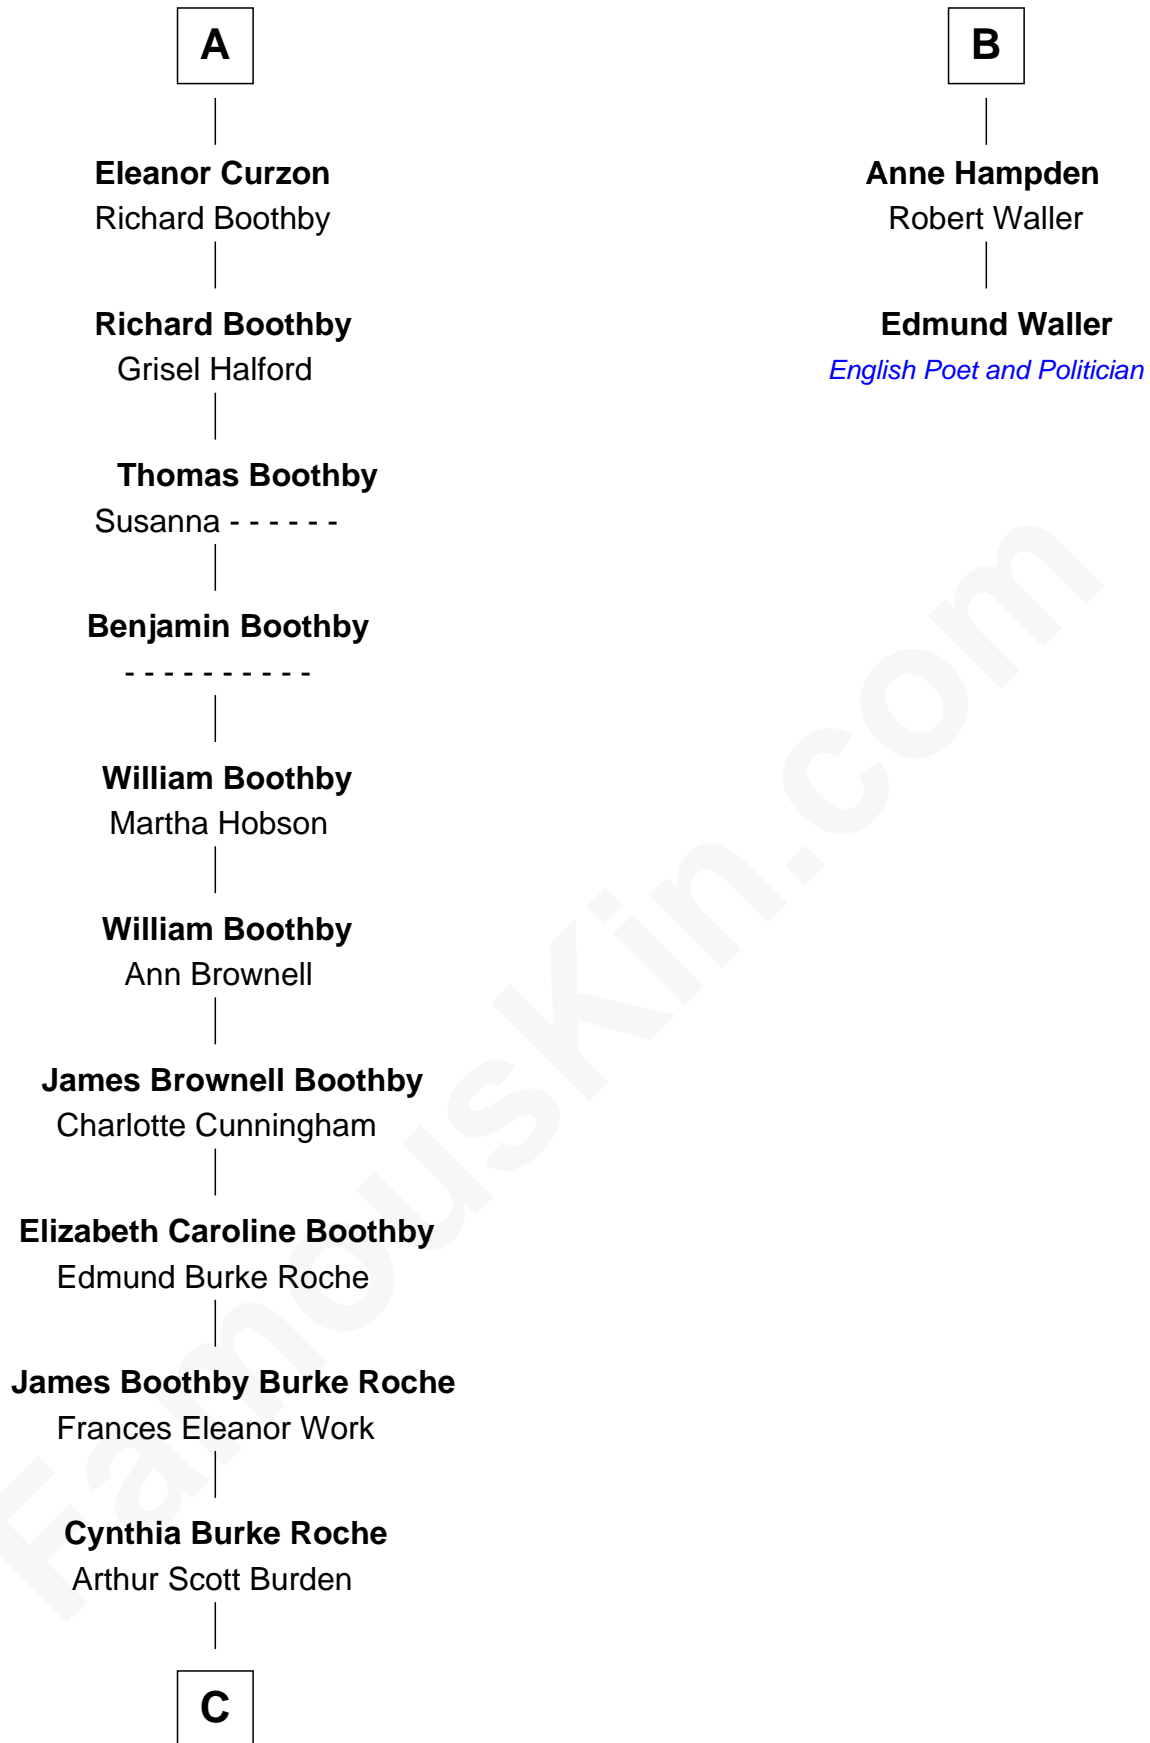 A
Eleanor Curzon
Richard Boothby
Richard Boothby
Grisel Halford
Thomas Boothby
Susanna - - - - - -
Benjamin Boothby
- - - - - - - - - -
William Boothby
Martha Hobson
William Boothby
Ann Brownell
James Brownell Boothby
Charlotte Cunningham
Elizabeth Caroline Boothby
Edmund Burke Roche
James Boothby Burke Roche
Frances Eleanor Work
Cynthia Burke Roche
Arthur Scott Burden
C
B
Anne Hampden
Robert Waller
Edmund Waller
English Poet and Politician
FamousKin.com